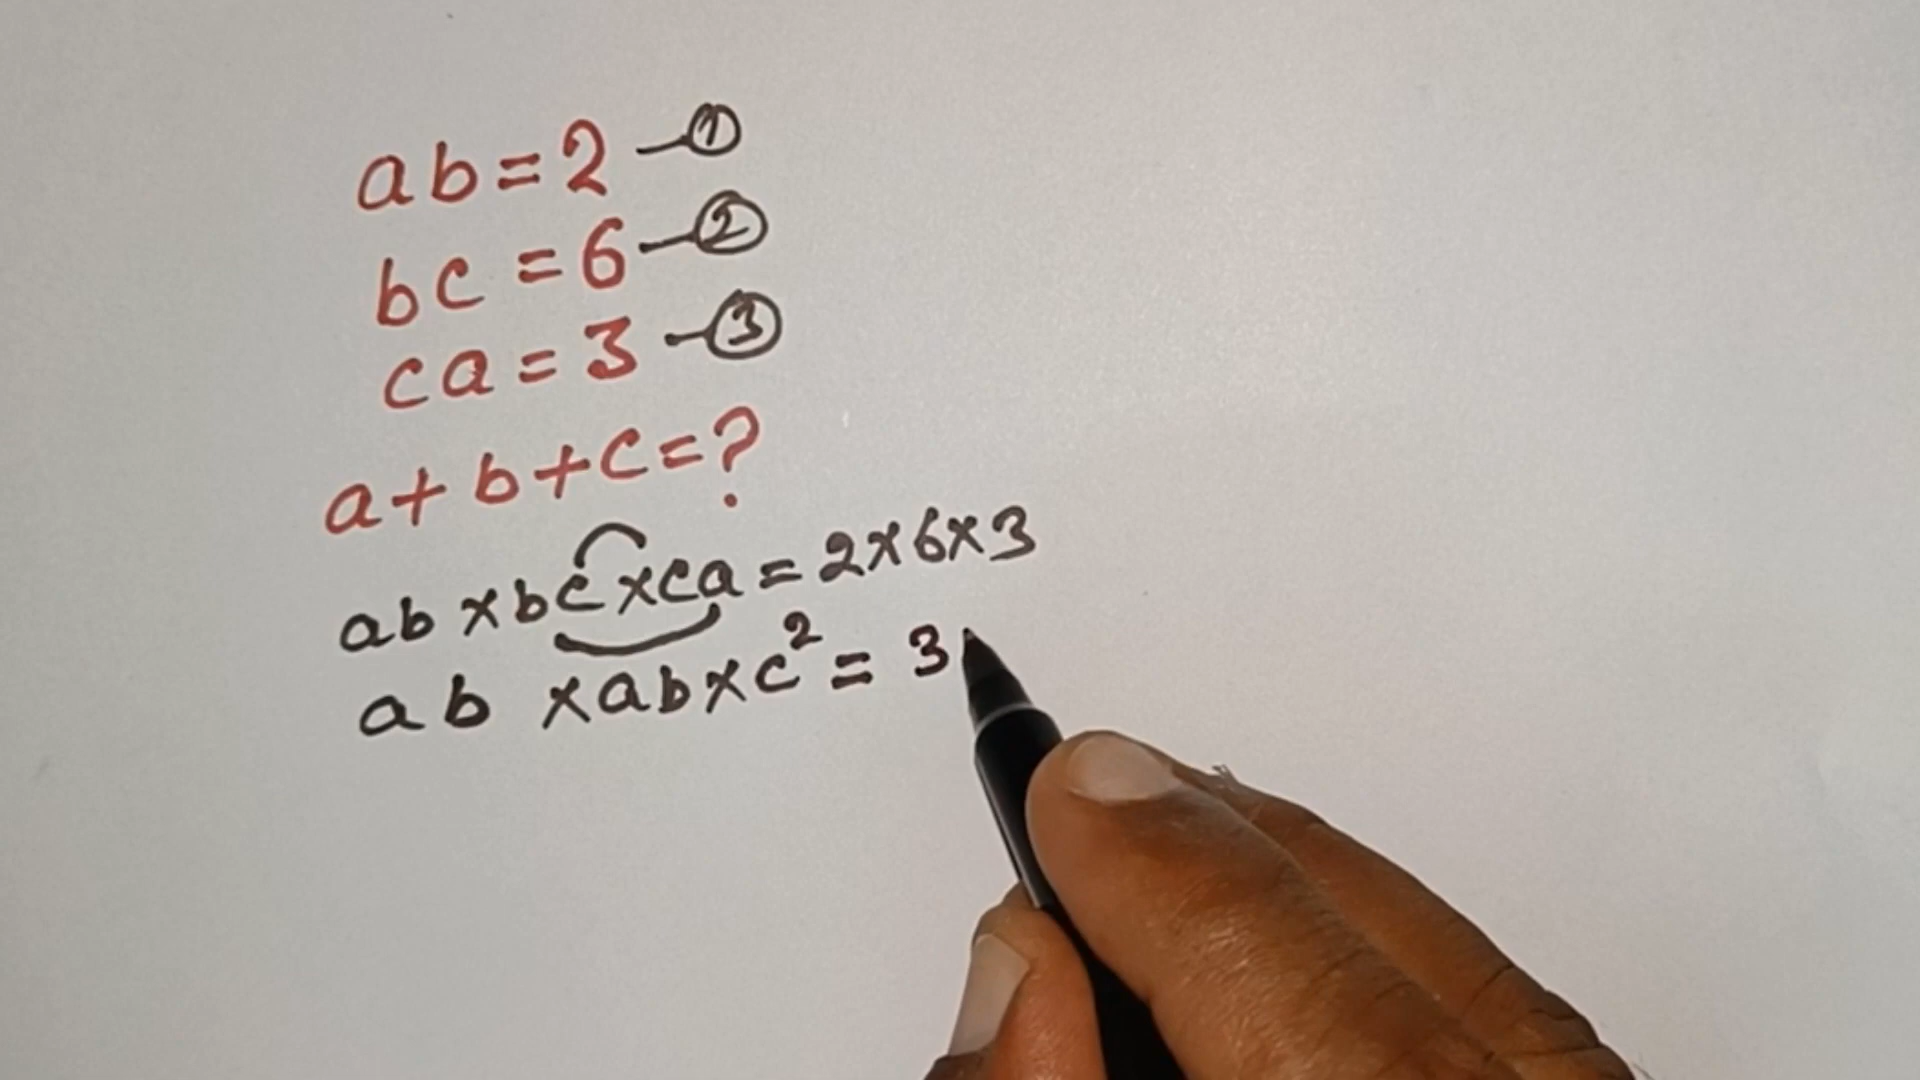 ab=2 —①
bc=6 —②
ca=3 —③
a+b+c=?
ab×bc×ca=2×6×3
ab ×ab×c²= 3